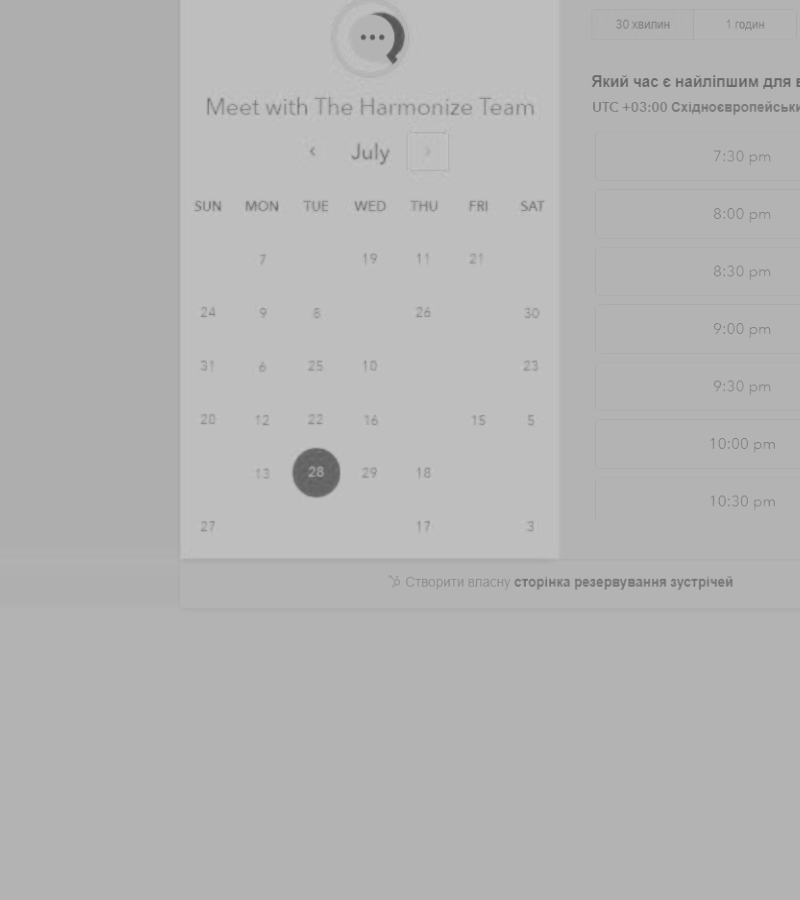 30 хвилин 1 годин
Meet with The Harmonize Team
July
SUN MON TUE WED THU FRI SAT
7 19 11 21
24 9 8 26 30
31 6 25 10 23
20 12 22 16 15 5
13 28 29 18
27 17 3
Який час є найліпшим для
UTC +03:00 Східноєвропейськ
7:30 pm
8:00 pm
8:30 pm
9:00 pm
9:30 pm
10:00 pm
10:30 pm
Створити власну сторінка резервування зустрічей